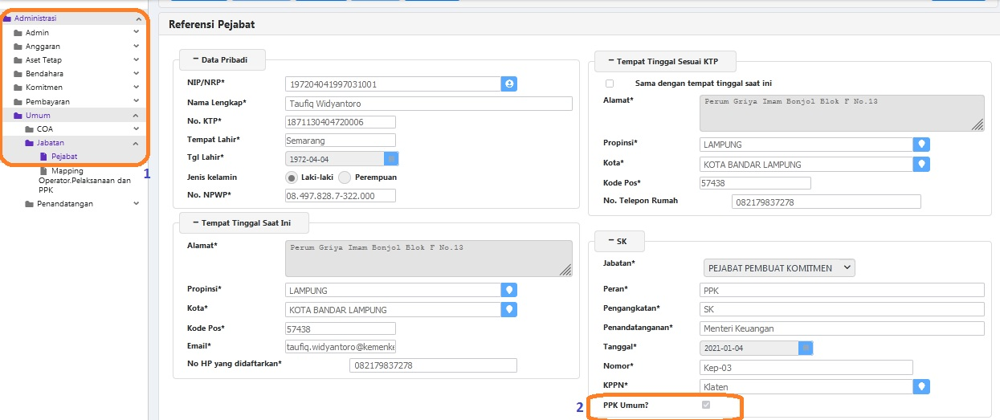 Administrasi
Admin
Anggaran
Aset Tetap
Bendahara
Komitmen
Pembayaran
Umum
COA
Jabatan
Pejabat
1
Mapping
Operator.Pelaksanaan dan
PPK
Penandatangan
Referensi Pejabat
Data Pribadi
NIP/NRP* 197204041997031001
Nama Lengkap* Taufiq Widyantoro
No. KTP* 1871130404720006
Tempat Lahir* Semarang
Tgl Lahir* 1972-04-04
Jenis kelamin Laki-laki Perempuan
No. NPWP* 08.497.828.7-322.000
Tempat Tinggal Saat Ini
Alamat* Perum Griya Imam Bonjol Blok F No.13
Propinsi* LAMPUNG
Kota* KOTA BANDAR LAMPUNG
Kode Pos* 57438
Email* taufiq.widyantoro@kemenke
No HP yang didaftarkan* 082179837278
Tempat Tinggal Sesuai KTP
Sama dengan tempat tinggal saat ini
Alamat* Perum Griya Imam Bonjol Blok F No.13
Propinsi* LAMPUNG
Kota* KOTA BANDAR LAMPUNG
Kode Pos* 57438
No. Telepon Rumah 082179837278
SK
Jabatan* PEJABAT PEMBUAT KOMITMEN
Peran* PPK
Pengangkatan* SK
Penandatanganan* Menteri Keuangan
Tanggal* 2021-01-04
Nomor* Kep-03
KPPN* Klaten
2 PPK Umum?